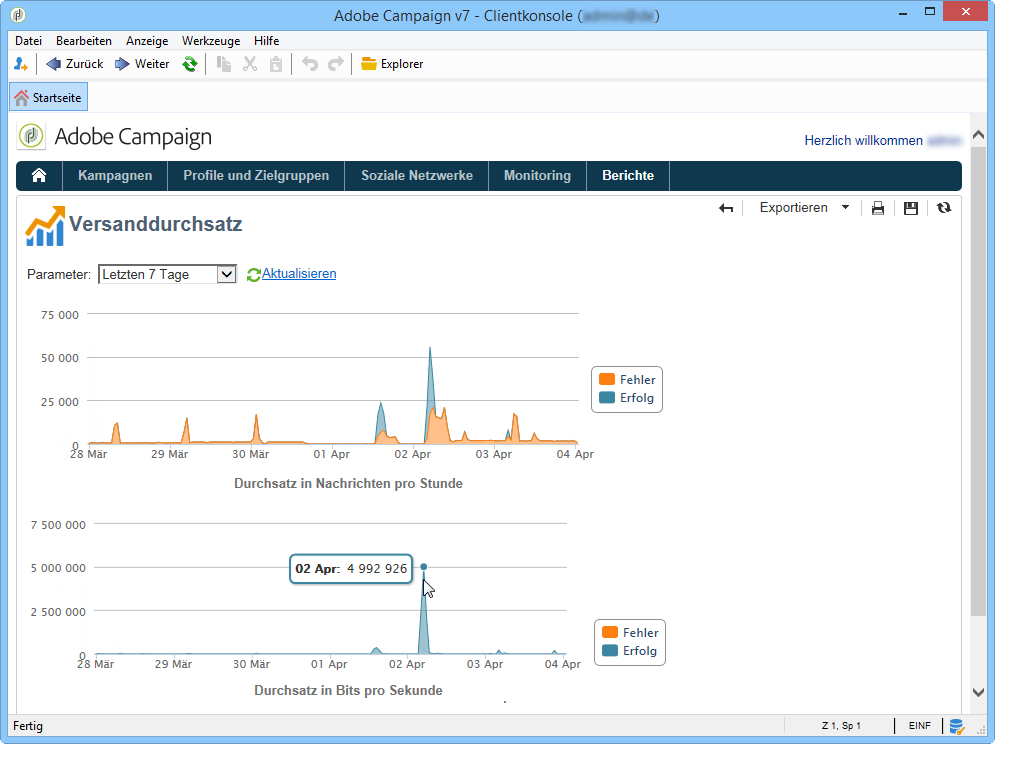 Adobe Campaign v7 - Clientkonsole ( )
Datei Bearbeiten Anzeige Werkzeuge Hilfe
Zurück Weiter Explorer
Startseite
Adobe Campaign
Herzlich willkommen
Kampagnen Profile und Zielgruppen Soziale Netzwerke Monitoring Berichte
Exportieren
Versanddurchsatz
Parameter: Letzten 7 Tage Aktualisieren
75 000
50 000
25 000
0
28 Mär 29 Mär 30 Mär 01 Apr 02 Apr 03 Apr 04 Apr
Fehler
Erfolg
Durchsatz in Nachrichten pro Stunde
7 500 000
5 000 000
2 500 000
0
02 Apr: 4 992 926
28 Mär 29 Mär 30 Mär 01 Apr 02 Apr 03 Apr 04 Apr
Fehler
Erfolg
Durchsatz in Bits pro Sekunde
Fertig Z 1, Sp 1 EINF